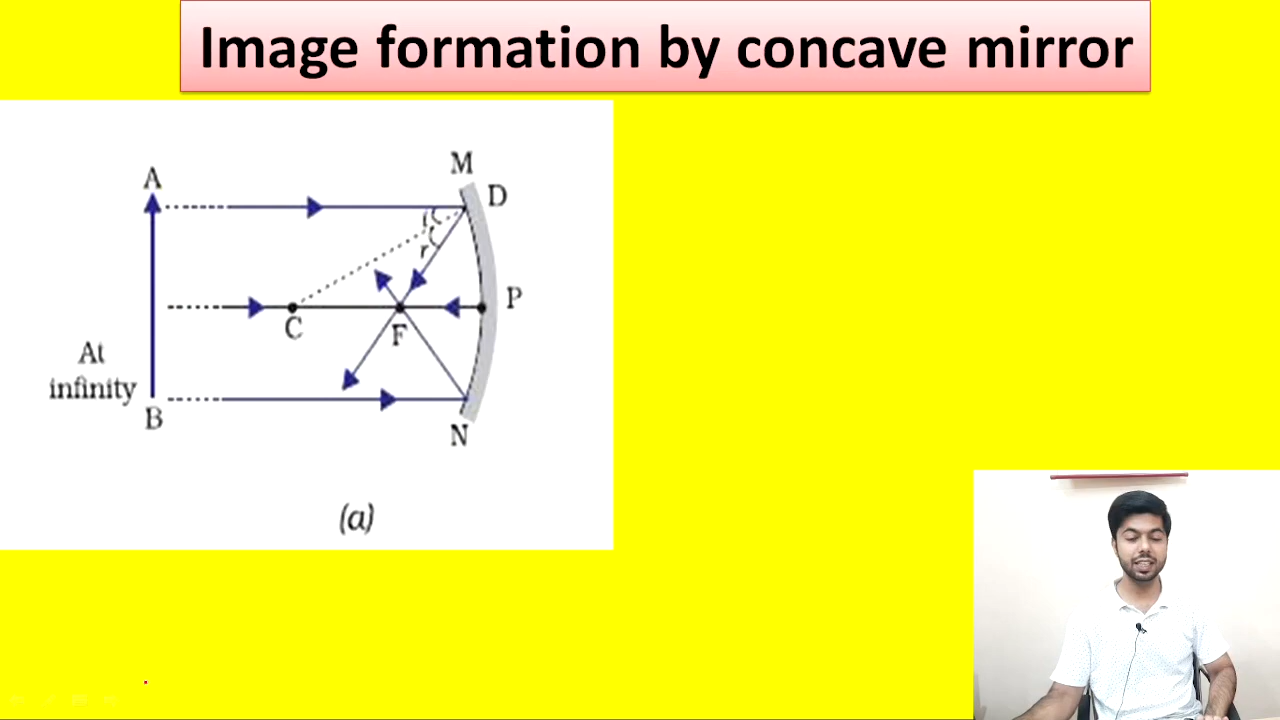 Image formation by concave mirror
M
A
D
i
r
P
C
F
At
infinity
B
N
(a)